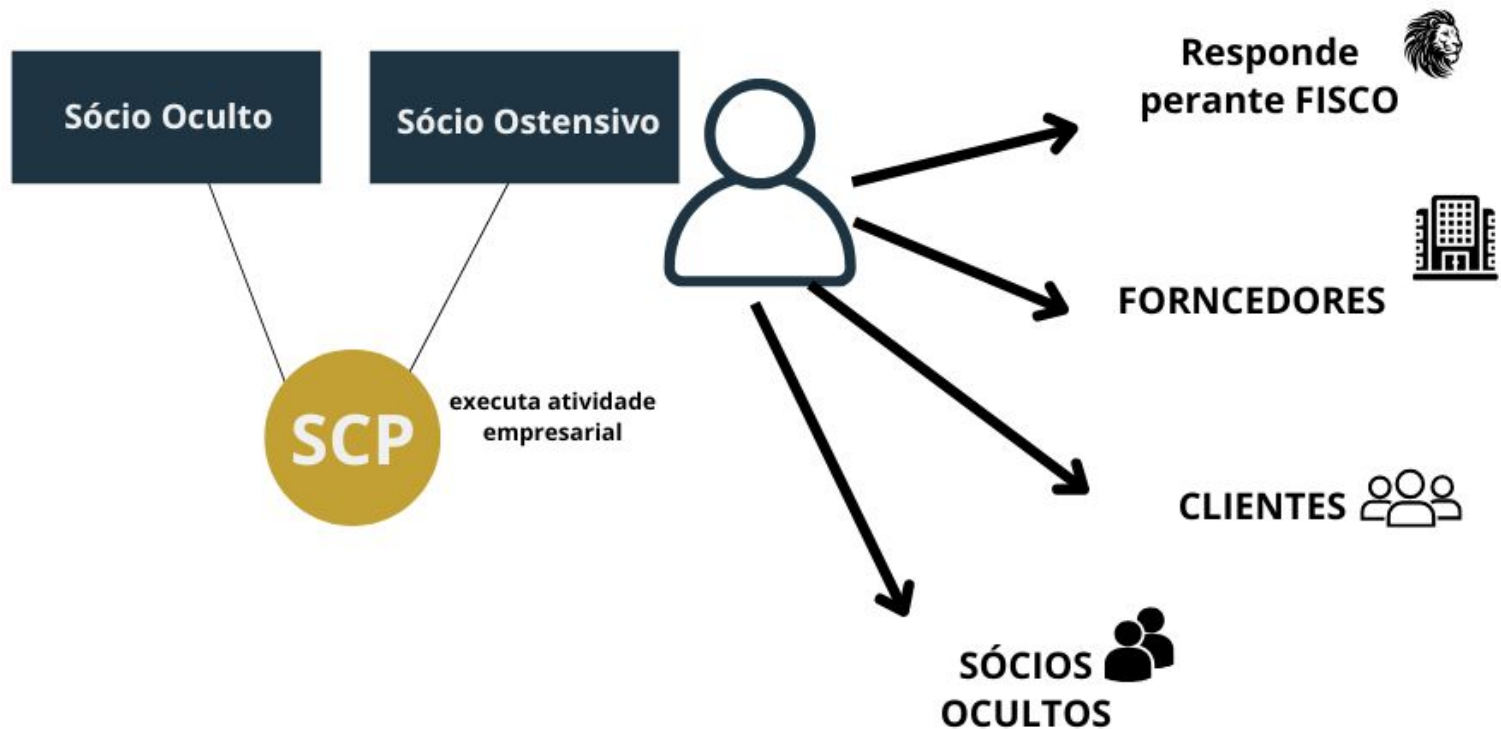 Sócio Oculto
Sócio Ostensivo
SCP
executa atividade
empresarial
Responde
perante FISCO
FORNCEDORES
CLIENTES
SÓCIOS
OCULTOS